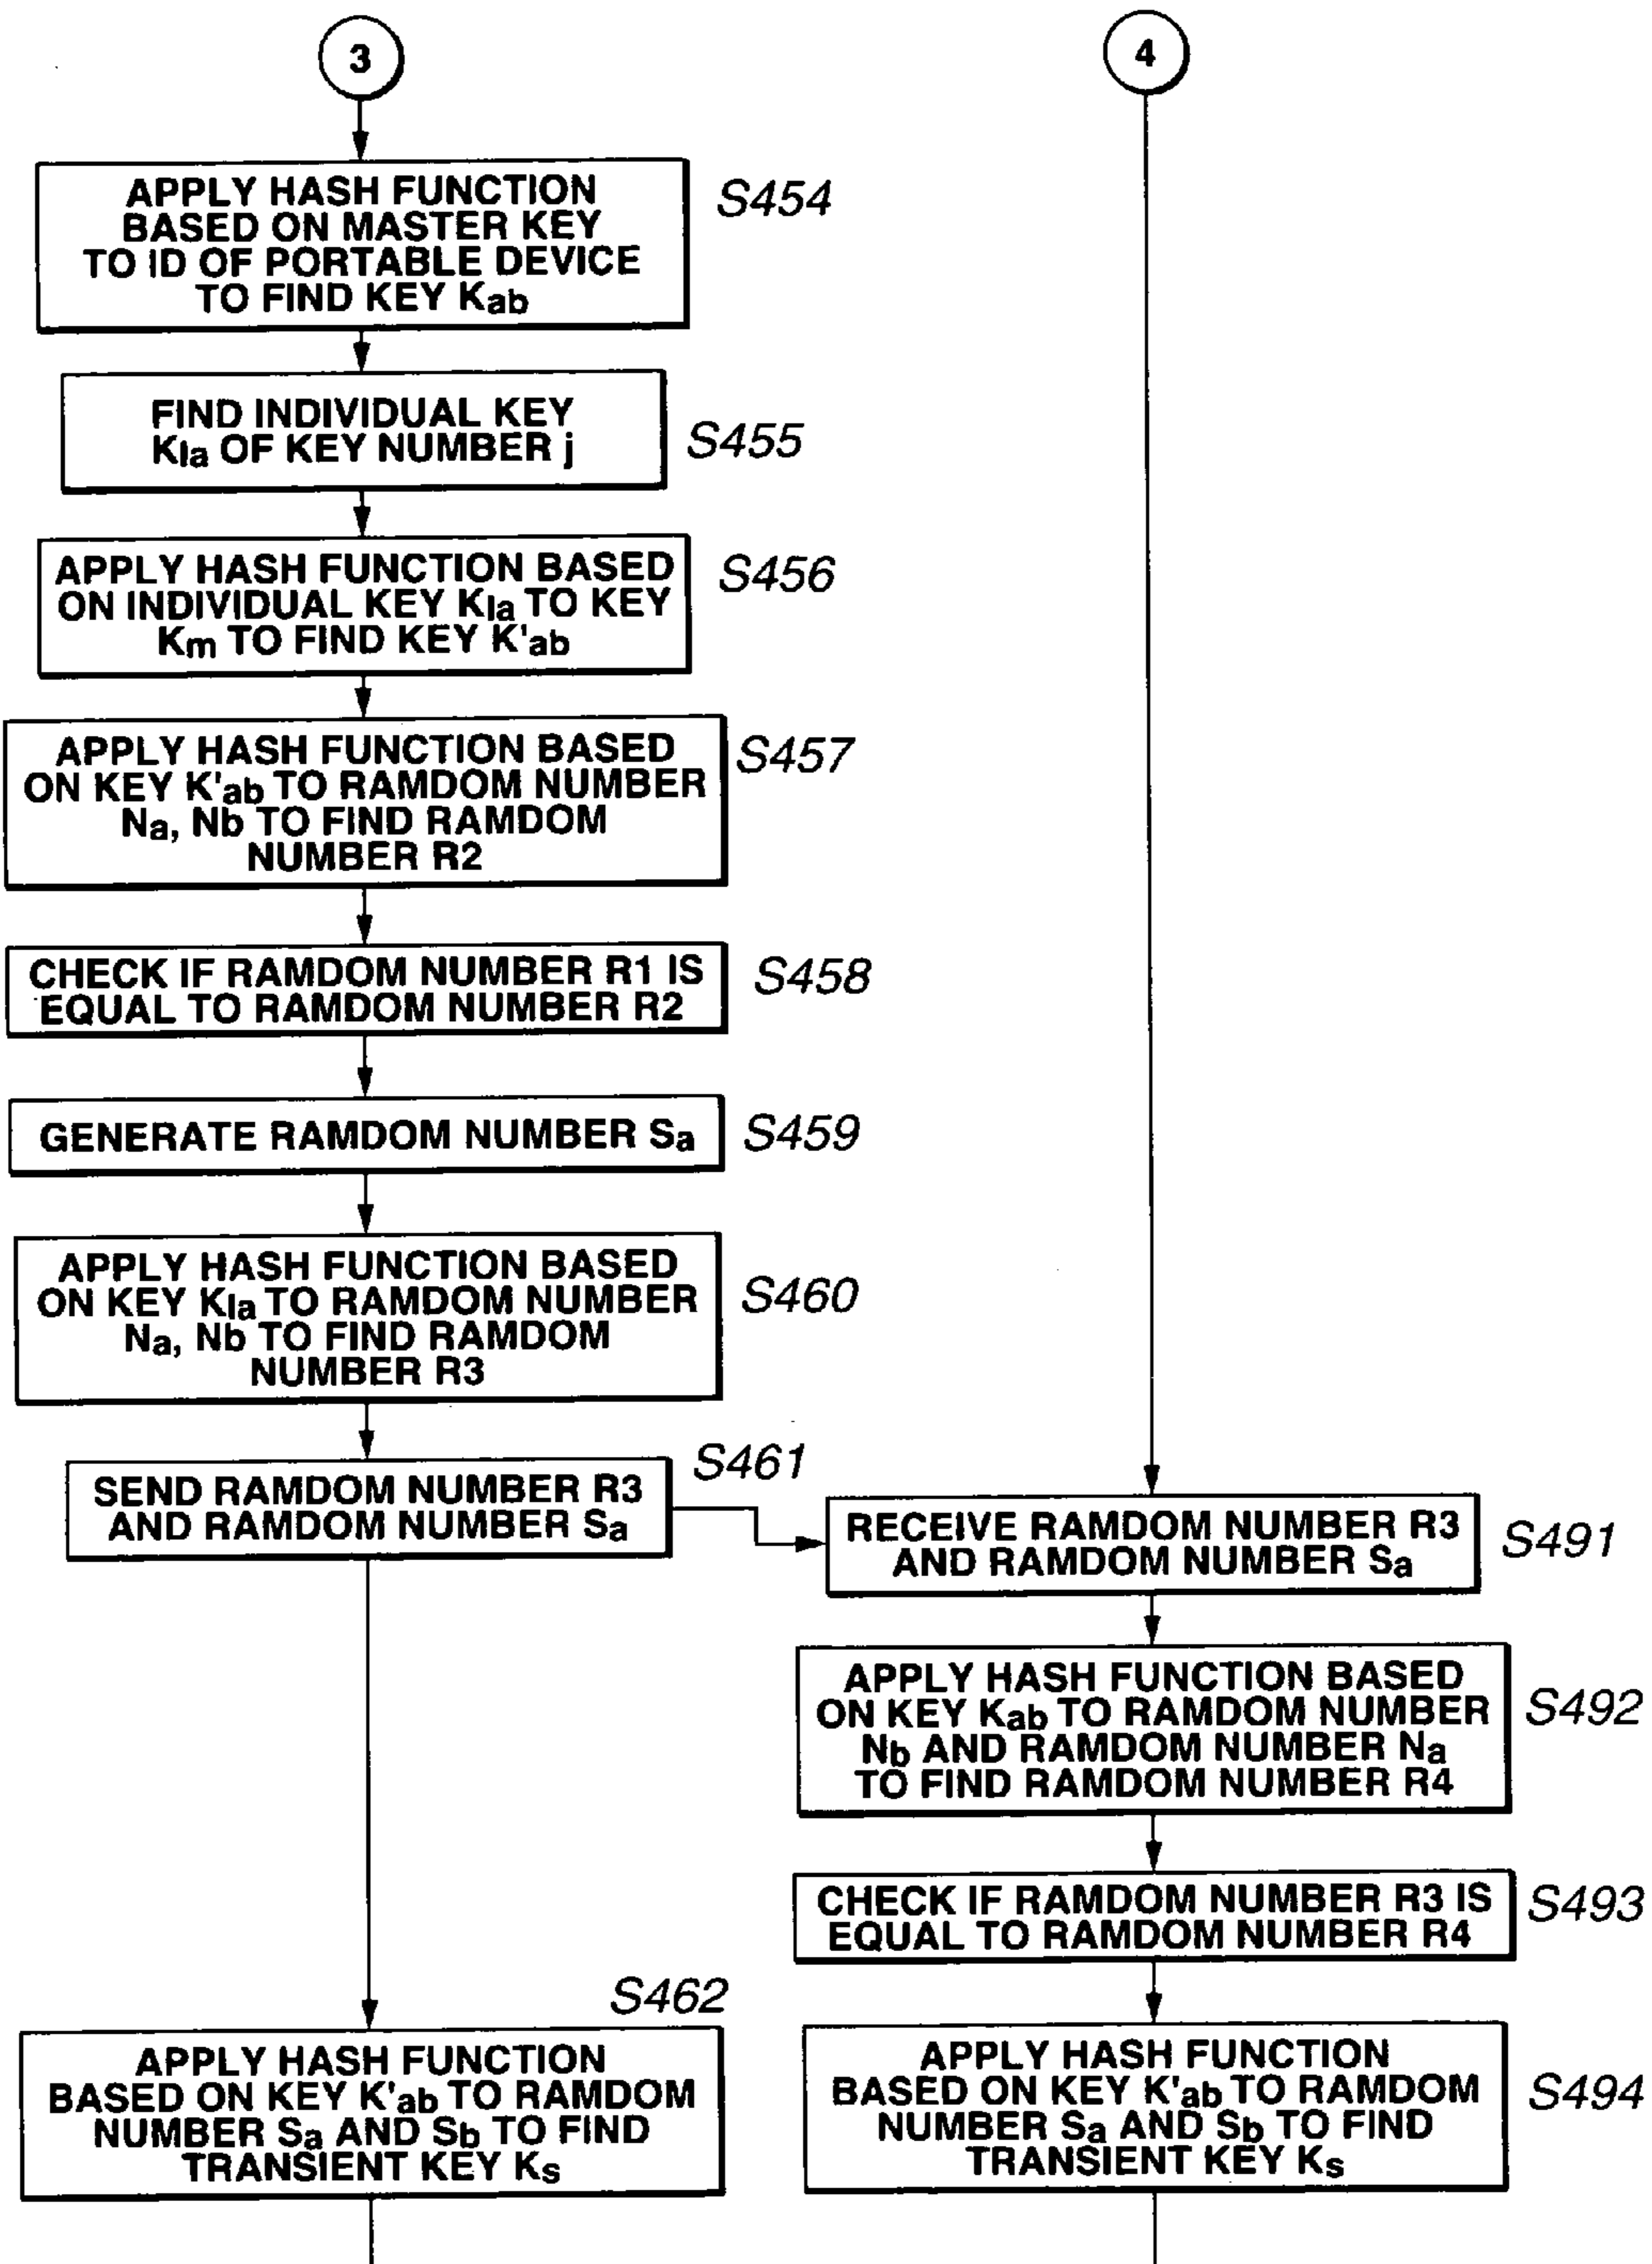 3
4
APPLY HASH FUNCTION
BASED ON MASTER KEY
TO ID OF PORTABLE DEVICE
TO FIND KEY Kab
S454
FIND INDIVIDUAL KEY
KIa OF KEY NUMBER j
S455
APPLY HASH FUNCTION BASED
ON INDIVIDUAL KEY KIa TO KEY
Km TO FIND KEY K'ab
S456
APPLY HASH FUNCTION BASED
ON KEY K'ab TO RAMDOM NUMBER
Na, Nb TO FIND RAMDOM
NUMBER R2
S457
CHECK IF RAMDOM NUMBER R1 IS
EQUAL TO RAMDOM NUMBER R2
S458
GENERATE RAMDOM NUMBER Sa
S459
APPLY HASH FUNCTION BASED
ON KEY KIa TO RAMDOM NUMBER
Na, Nb TO FIND RAMDOM
NUMBER R3
S460
SEND RAMDOM NUMBER R3
AND RAMDOM NUMBER Sa
S461
RECEIVE RAMDOM NUMBER R3
AND RAMDOM NUMBER Sa
S491
APPLY HASH FUNCTION BASED
ON KEY Kab TO RAMDOM NUMBER
Nb AND RAMDOM NUMBER Na
TO FIND RAMDOM NUMBER R4
S492
CHECK IF RAMDOM NUMBER R3 IS
EQUAL TO RAMDOM NUMBER R4
S493
S462
APPLY HASH FUNCTION
BASED ON KEY K'ab TO RAMDOM
NUMBER Sa AND Sb TO FIND
TRANSIENT KEY Ks
APPLY HASH FUNCTION
BASED ON KEY K'ab TO RAMDOM
NUMBER Sa AND Sb TO FIND
TRANSIENT KEY Ks
S494